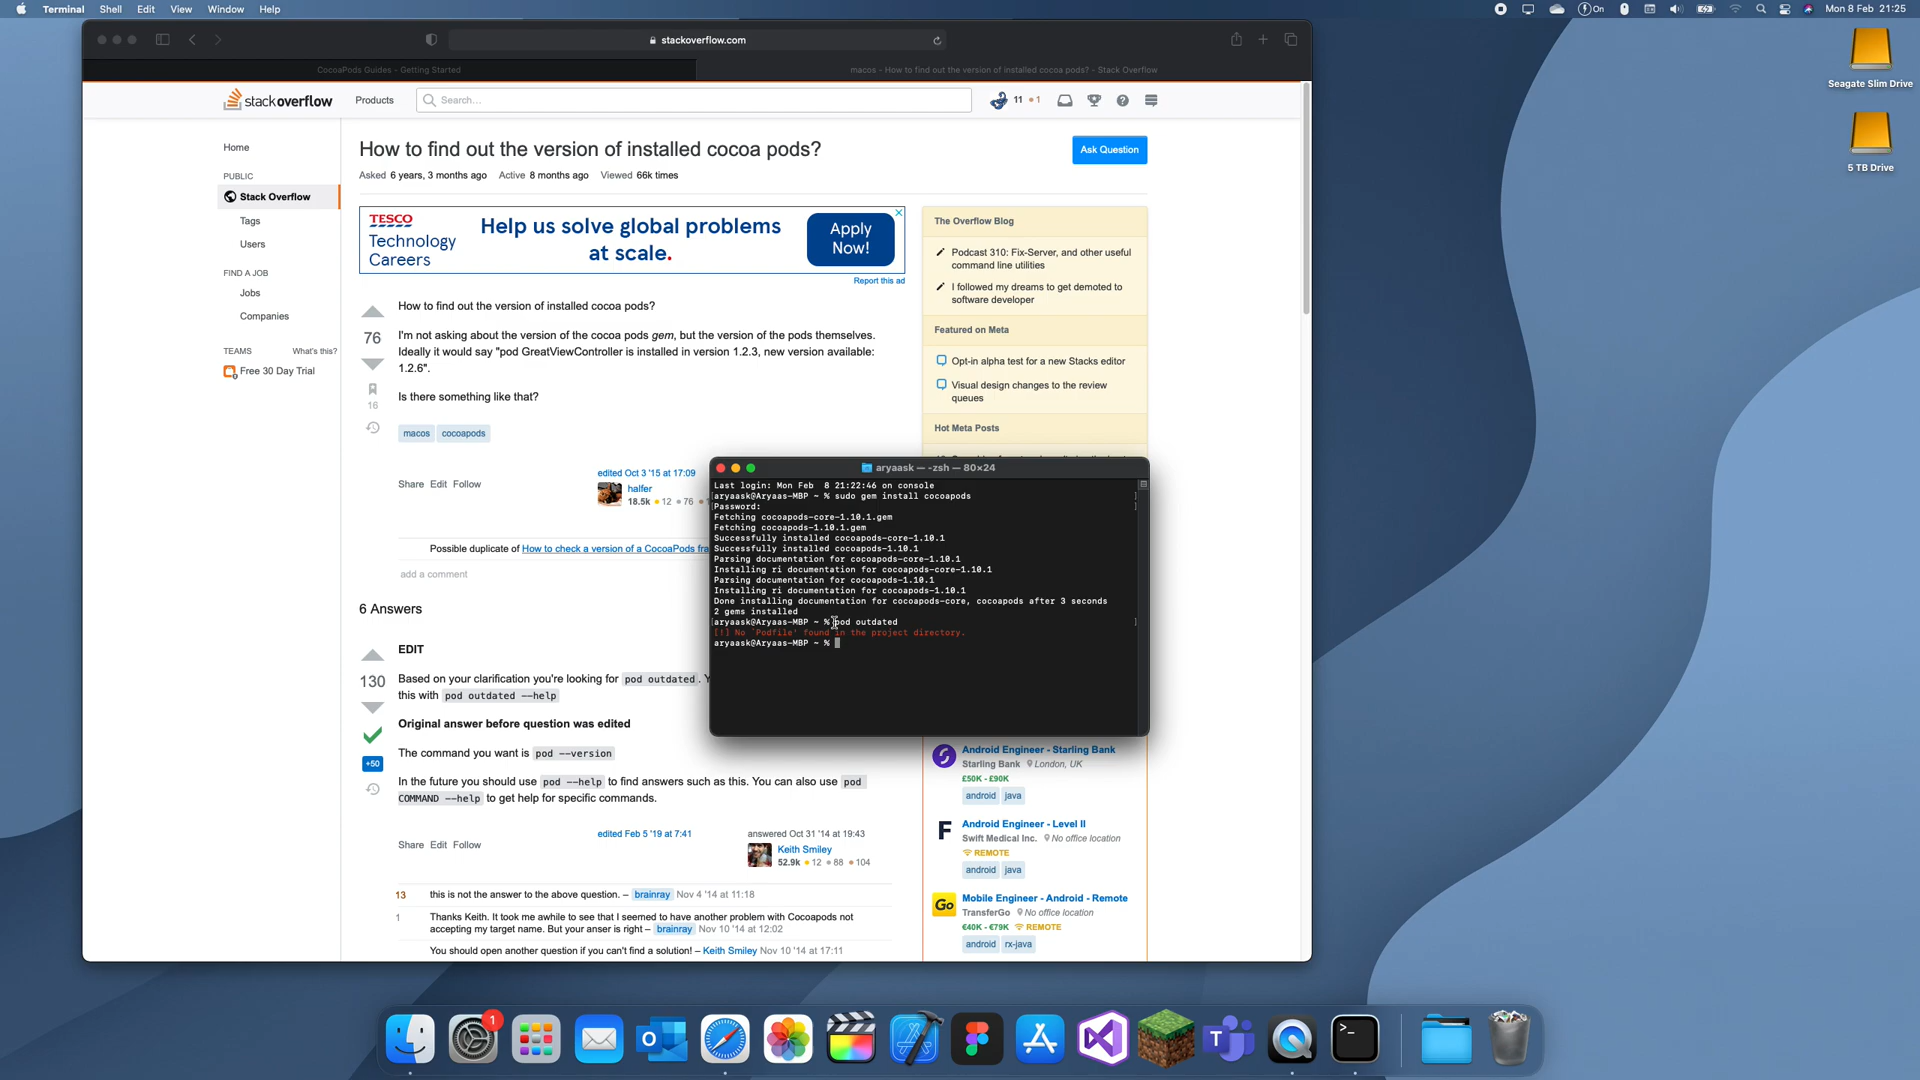 Terminal Shell Edit View Window Help
On
Mon 8 Feb 21:25
stackoverflow.com
CocoaPods Guides - Getting Started
macos - How to find out the version of installed cocoa pods? - Stack Overflow
Seagate Slim Drive
5 TB Drive
stackoverflow
Products
Search...
11 1
Home
PUBLIC
Stack Overflow
Tags
Users
FIND A JOB
Jobs
Companies
TEAMS What's this?
Free 30 Day Trial
How to find out the version of installed cocoa pods?
Ask Question
Asked 6 years, 3 months ago Active 8 months ago Viewed 66k times
TESCO
Technology
Careers
Help us solve global problems
at scale.
Apply
Now!
Report this ad
76
16
How to find out the version of installed cocoa pods?
I'm not asking about the version of the cocoa pods gem, but the version of the pods themselves.
Ideally it would say "pod GreatViewController is installed in version 1.2.3, new version available:
1.2.6".
Is there something like that?
macos cocoapods
Share Edit Follow
edited Oct 3 '15 at 17:09
halfer
18.5k 12 76
Possible duplicate of How to check a version of a CocoaPods fra
add a comment
The Overflow Blog
Podcast 310: Fix-Server, and other useful
command line utilities
I followed my dreams to get demoted to
software developer
Featured on Meta
Opt-in alpha test for a new Stacks editor
Visual design changes to the review
queues
Hot Meta Posts
aryaask — -zsh — 80×24
Last login: Mon Feb 8 21:22:46 on console
[aryaask@Aryaas-MBP ~ % sudo gem install cocoapods ]
[Password: ]
Fetching cocoapods-core-1.10.1.gem
Fetching cocoapods-1.10.1.gem
Successfully installed cocoapods-core-1.10.1
Successfully installed cocoapods-1.10.1
Parsing documentation for cocoapods-core-1.10.1
Installing ri documentation for cocoapods-core-1.10.1
Parsing documentation for cocoapods-1.10.1
Installing ri documentation for cocoapods-1.10.1
Done installing documentation for cocoapods-core, cocoapods after 3 seconds
2 gems installed
[aryaask@Aryaas-MBP ~ % pod outdated ]
[!] No `Podfile' found in the project directory.
aryaask@Aryaas-MBP ~ %
6 Answers
130
+50
EDIT
Based on your clarification you're looking for pod outdated. Y
this with pod outdated --help
Original answer before question was edited
The command you want is pod --version
In the future you should use pod --help to find answers such as this. You can also use pod
COMMAND --help to get help for specific commands.
Share Edit Follow
edited Feb 5 '19 at 7:41
answered Oct 31 '14 at 19:43
Keith Smiley
52.9k 12 88 104
13 this is not the answer to the above question. – brainray Nov 4 '14 at 11:18
1 Thanks Keith. It took me awhile to see that I seemed to have another problem with Cocoapods not
accepting my target name. But your anser is right – brainray Nov 10 '14 at 12:02
You should open another question if you can't find a solution! – Keith Smiley Nov 10 '14 at 17:11
Android Engineer - Starling Bank
Starling Bank London, UK
£50K - £90K
android java
F
Android Engineer - Level II
Swift Medical Inc. No office location
REMOTE
android java
Go
Mobile Engineer - Android - Remote
TransferGo No office location
€40K - €79K REMOTE
android rx-java
1